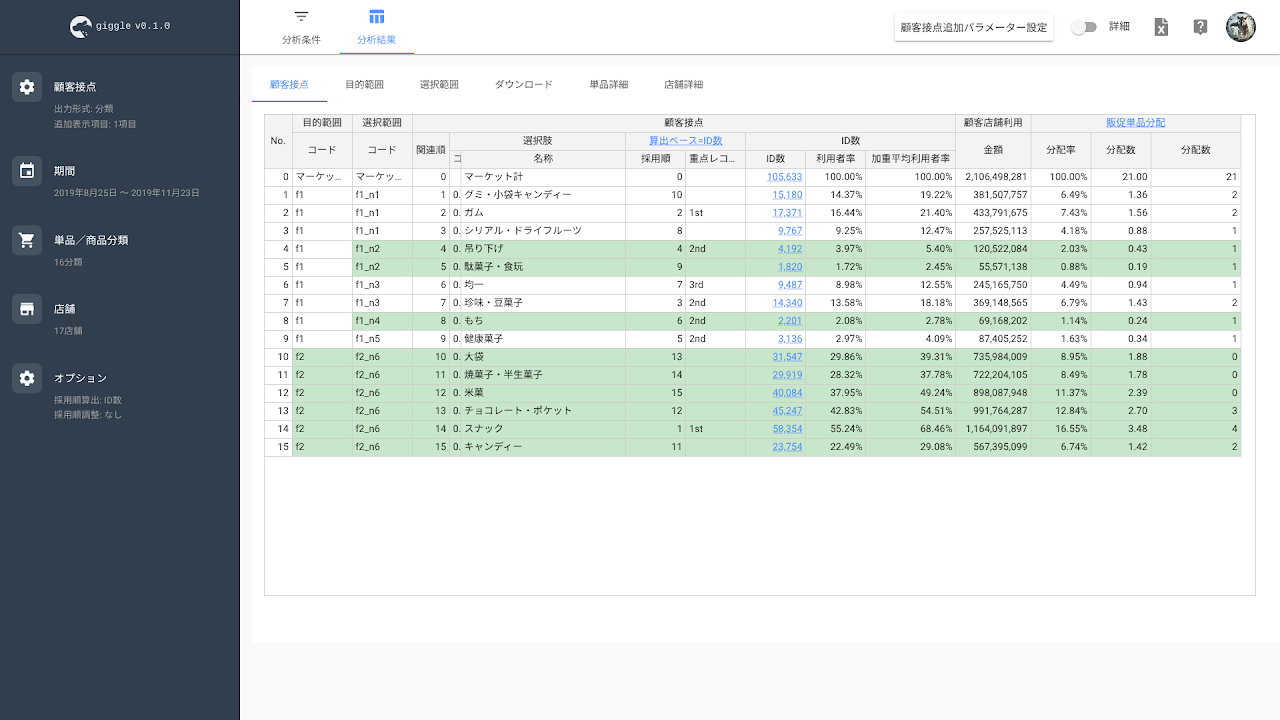 giggle v0.1.0
顧客接点
出力形式: 分類
追加表示項目: 1項目
期間
2019年8月25日 〜 2019年11月23日
単品／商品分類
16分類
店舗
17店舗
オプション
採用順算出: ID数
採用順調整: なし
分析条件
分析結果
顧客接点追加パラメーター設定
詳細
顧客接点 目的範囲 選択範囲 ダウンロード 単品詳細 店舗詳細
No. 目的範囲 選択範囲 顧客接点 顧客店舗利用 販促単品分配
コード コード 関連順 選択肢 算出ベース=ID数 ID数 金額 分配率 分配数 分配数
コ 名称 採用順 重点レコ... ID数 利用者率 加重平均利用者率
0 マーケッ... マーケッ... 0 マーケット計 0 105,633 100.00% 100.00% 2,106,498,281 100.00% 21.00 21
1 f1 f1_n1 1 0. グミ・小袋キャンディー 10 15,180 14.37% 19.22% 381,507,757 6.49% 1.36 2
2 f1 f1_n1 2 0. ガム 2 1st 17,371 16.44% 21.40% 433,791,675 7.43% 1.56 2
3 f1 f1_n1 3 0. シリアル・ドライフルーツ 8 9,767 9.25% 12.47% 257,525,113 4.18% 0.88 1
4 f1 f1_n2 4 0. 吊り下げ 4 2nd 4,192 3.97% 5.40% 120,522,084 2.03% 0.43 1
5 f1 f1_n2 5 0. 駄菓子・食玩 9 1,820 1.72% 2.45% 55,571,138 0.88% 0.19 1
6 f1 f1_n3 6 0. 均一 7 3rd 9,487 8.98% 12.55% 245,165,750 4.49% 0.94 1
7 f1 f1_n3 7 0. 珍味・豆菓子 3 2nd 14,340 13.58% 18.18% 369,148,565 6.79% 1.43 2
8 f1 f1_n4 8 0. もち 6 2nd 2,201 2.08% 2.78% 69,168,202 1.14% 0.24 1
9 f1 f1_n5 9 0. 健康菓子 5 2nd 3,136 2.97% 4.09% 87,405,252 1.63% 0.34 1
10 f2 f2_n6 10 0. 大袋 13 31,547 29.86% 39.31% 735,984,009 8.95% 1.88 0
11 f2 f2_n6 11 0. 焼菓子・半生菓子 14 29,919 28.32% 37.78% 722,204,105 8.49% 1.78 0
12 f2 f2_n6 12 0. 米菓 15 40,084 37.95% 49.24% 898,087,948 11.37% 2.39 0
13 f2 f2_n6 13 0. チョコレート・ポケット 12 45,247 42.83% 54.51% 991,764,287 12.84% 2.70 3
14 f2 f2_n6 14 0. スナック 1 1st 58,354 55.24% 68.46% 1,164,091,897 16.55% 3.48 4
15 f2 f2_n6 15 0. キャンディー 11 23,754 22.49% 29.08% 567,395,099 6.74% 1.42 2